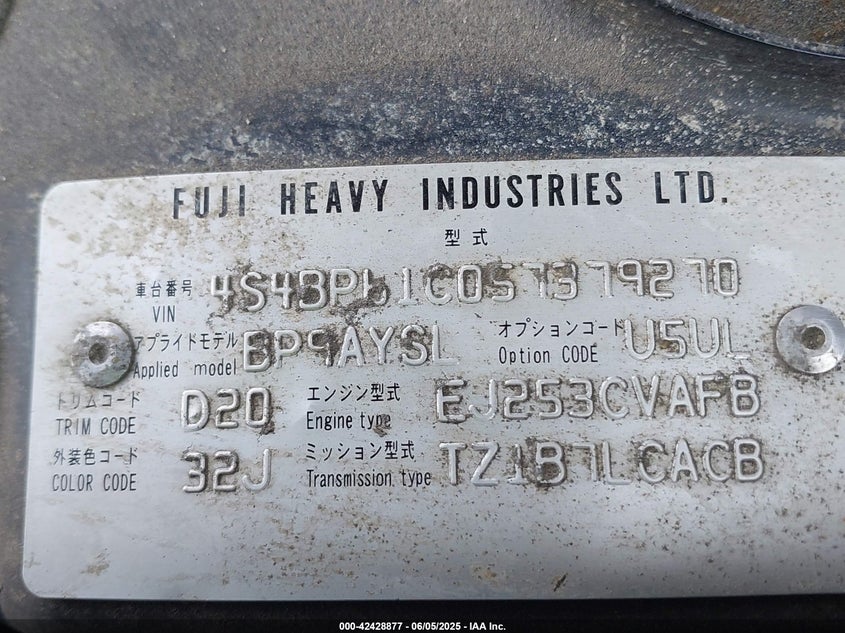 FUJI HEAVY INDUSTRIES LTD.
型式
車台番号 VIN 4S4BP61C057379270
アプライドモデル Applied model BP9AYSL オプションコード Option CODE U5UL
トリムコード TRIM CODE D20 エンジン型式 Engine type EJ253CVAFB
外装色コード COLOR CODE 32J ミッション型式 Transmission type TZ1B7LCACB
000-42428877 - 06/05/2025 - IAA Inc.